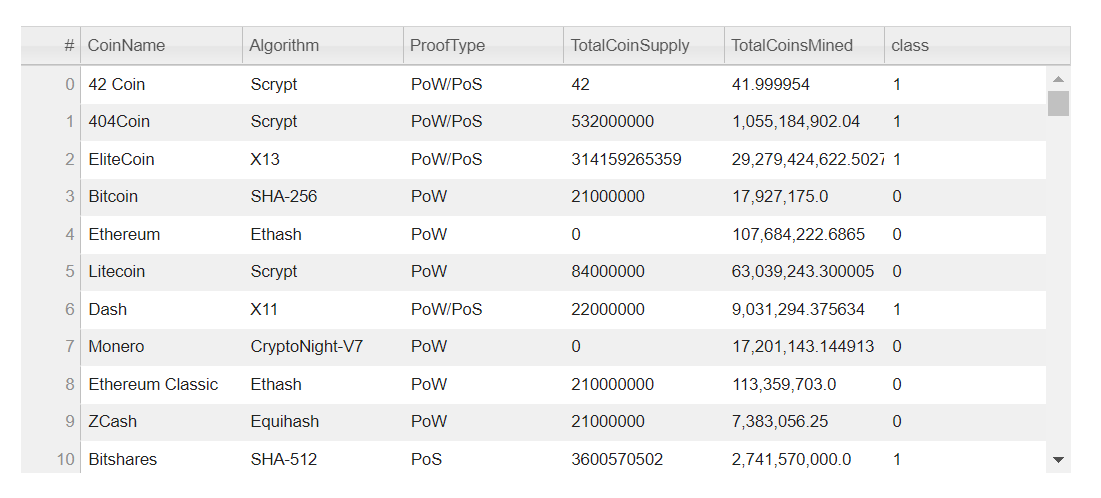 # CoinName Algorithm ProofType TotalCoinSupply TotalCoinsMined class
0 42 Coin Scrypt PoW/PoS 42 41.999954 1
1 404Coin Scrypt PoW/PoS 532000000 1,055,184,902.04 1
2 EliteCoin X13 PoW/PoS 314159265359 29,279,424,622.5027 1
3 Bitcoin SHA-256 PoW 21000000 17,927,175.0 0
4 Ethereum Ethash PoW 0 107,684,222.6865 0
5 Litecoin Scrypt PoW 84000000 63,039,243.300005 0
6 Dash X11 PoW/PoS 22000000 9,031,294.375634 1
7 Monero CryptoNight-V7 PoW 0 17,201,143.144913 0
8 Ethereum Classic Ethash PoW 210000000 113,359,703.0 0
9 ZCash Equihash PoW 21000000 7,383,056.25 0
10 Bitshares SHA-512 PoS 3600570502 2,741,570,000.0 1